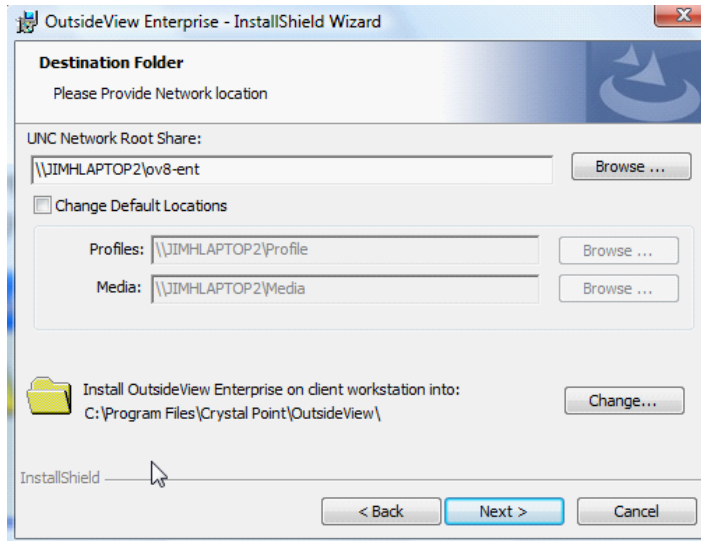 OutsideView Enterprise - InstallShield Wizard
Destination Folder
Please Provide Network location
UNC Network Root Share:
\\JIMHLAPTOP2\ov8-ent
Browse ...
Change Default Locations
Profiles: \\JIMHLAPTOP2\Profile Browse ...
Media: \\JIMHLAPTOP2\Media Browse ...
Install OutsideView Enterprise on client workstation into:
C:\Program Files\Crystal Point\OutsideView\
Change...
InstallShield
< Back Next > Cancel